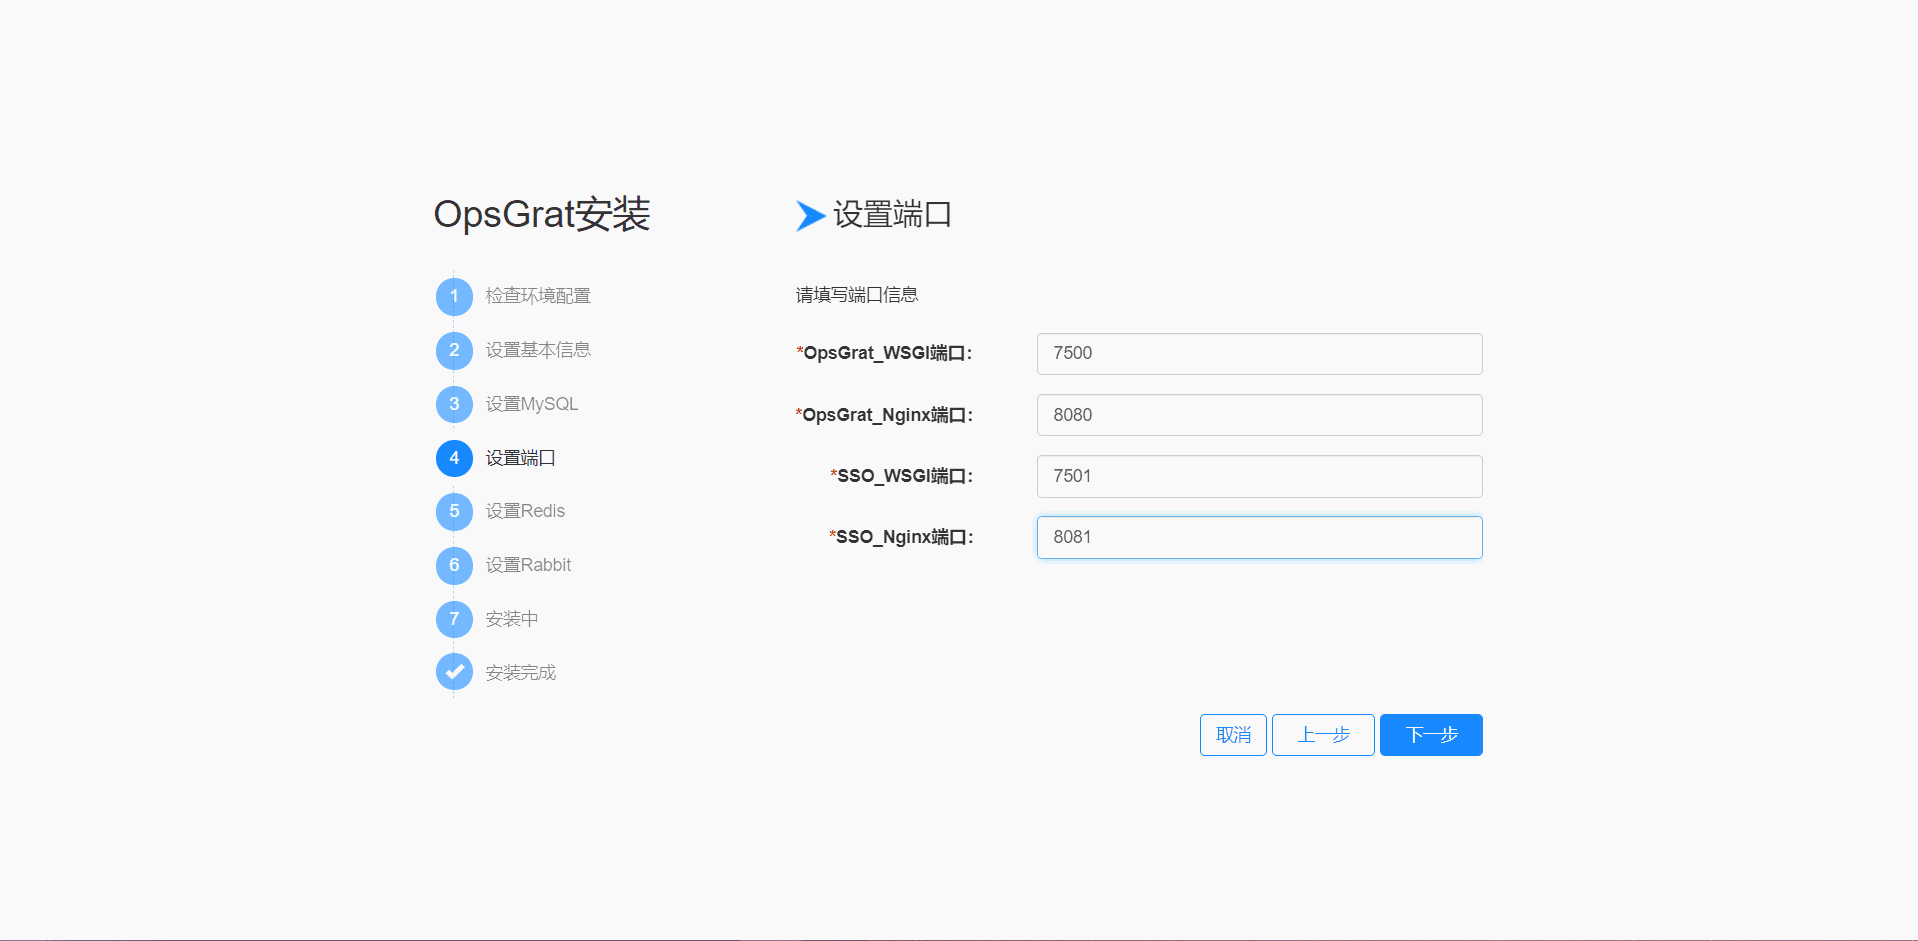 OpsGrat安装
1 检查环境配置
2 设置基本信息
3 设置MySQL
4 设置端口
5 设置Redis
6 设置Rabbit
7 安装中
安装完成
设置端口
请填写端口信息
*OpsGrat_WSGI端口: 7500
*OpsGrat_Nginx端口: 8080
*SSO_WSGI端口: 7501
*SSO_Nginx端口: 8081
取消 上一步 下一步